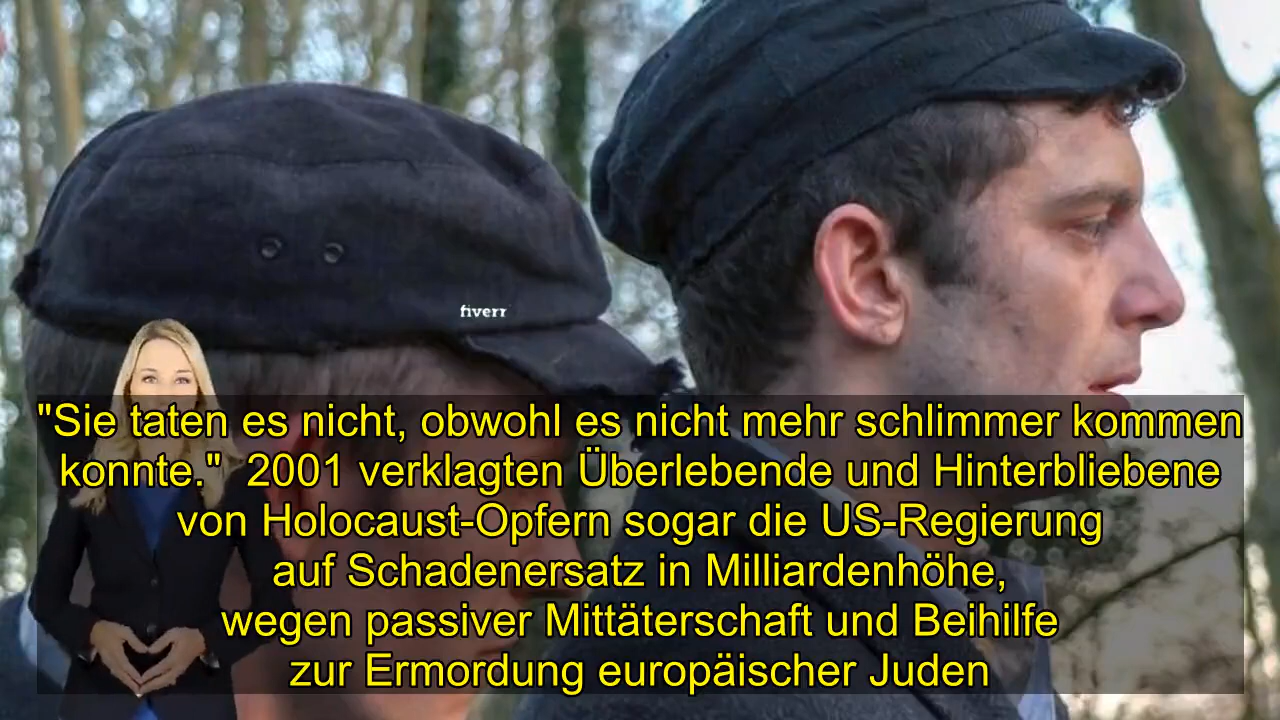 fiverr
"Sie taten es nicht, obwohl es nicht mehr schlimmer kommen
konnte."  2001 verklagten Überlebende und Hinterbliebene
von Holocaust-Opfern sogar die US-Regierung
auf Schadenersatz in Milliardenhöhe,
wegen passiver Mittäterschaft und Beihilfe
zur Ermordung europäischer Juden